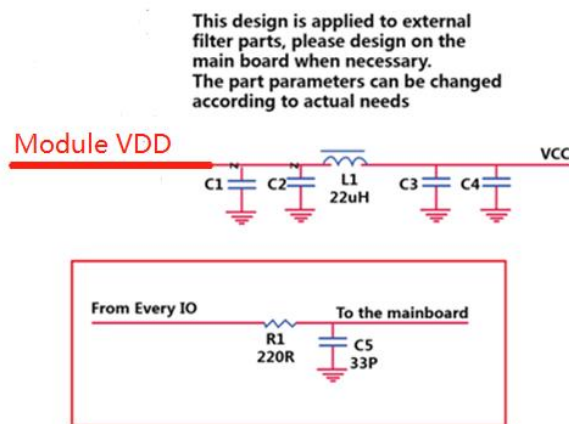 This design is applied to external
filter parts, please design on the
main board when necessary.
The part parameters can be changed
according to actual needs
Module VDD
VCC
C1
C2
L1
22uH
C3
C4
From Every IO
To the mainboard
R1
220R
C5
33P